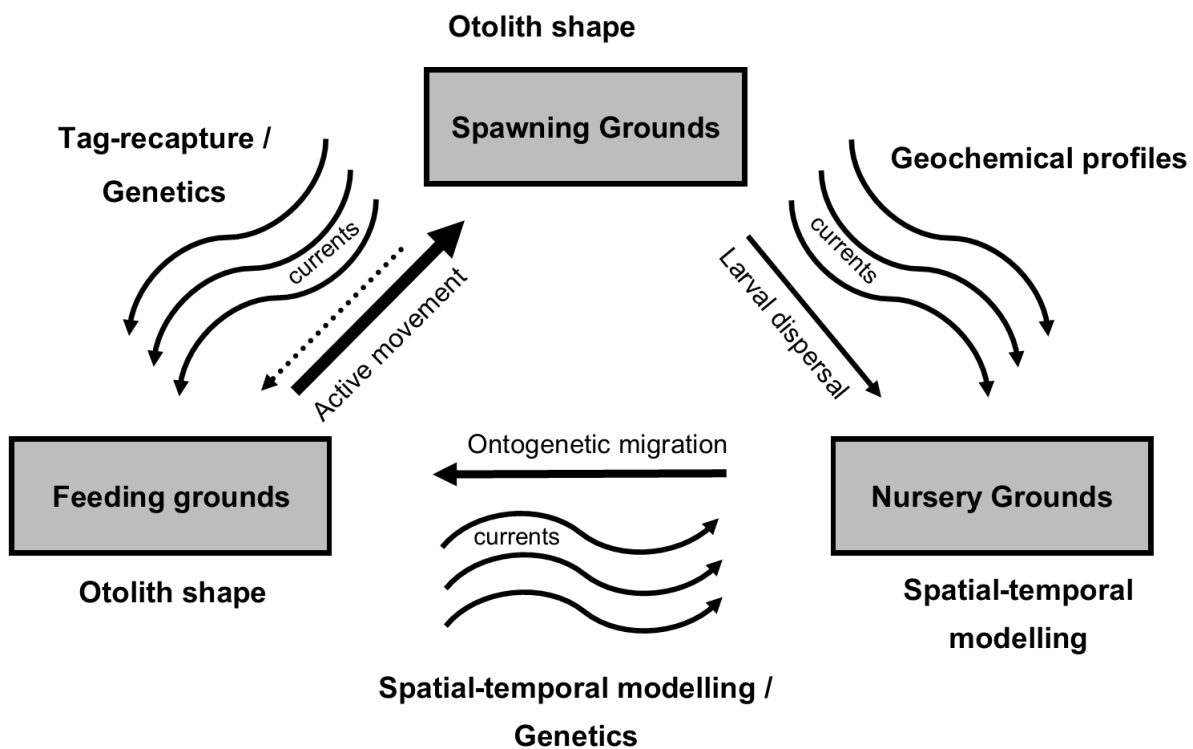 Otolith shape
Spawning Grounds
Tag-recapture /
Genetics
Geochemical profiles
currents
currents
Active movement
Larval dispersal
Ontogenetic migration
Feeding grounds
Nursery Grounds
currents
Otolith shape
Spatial-temporal
modelling
Spatial-temporal modelling /
Genetics